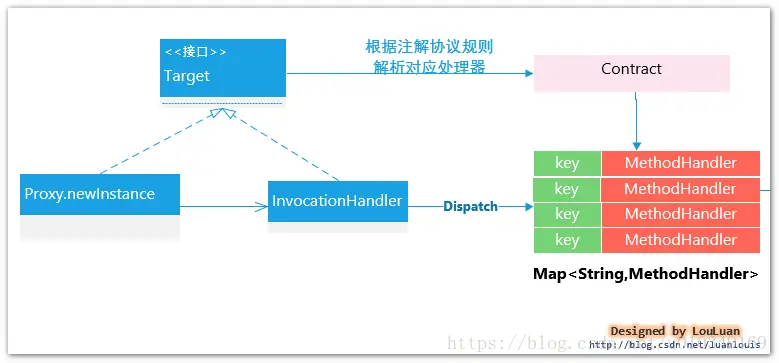 <<接口>>
Target
根据注解协议规则
解析对应处理器
Contract
Proxy.newInstance
InvocationHandler
Dispatch
key MethodHandler
key MethodHandler
key MethodHandler
key MethodHandler
Map<String,MethodHandler>
Designed by LouLuan
http://blog.csdn.net/luanlouis
https://blog.csdn.